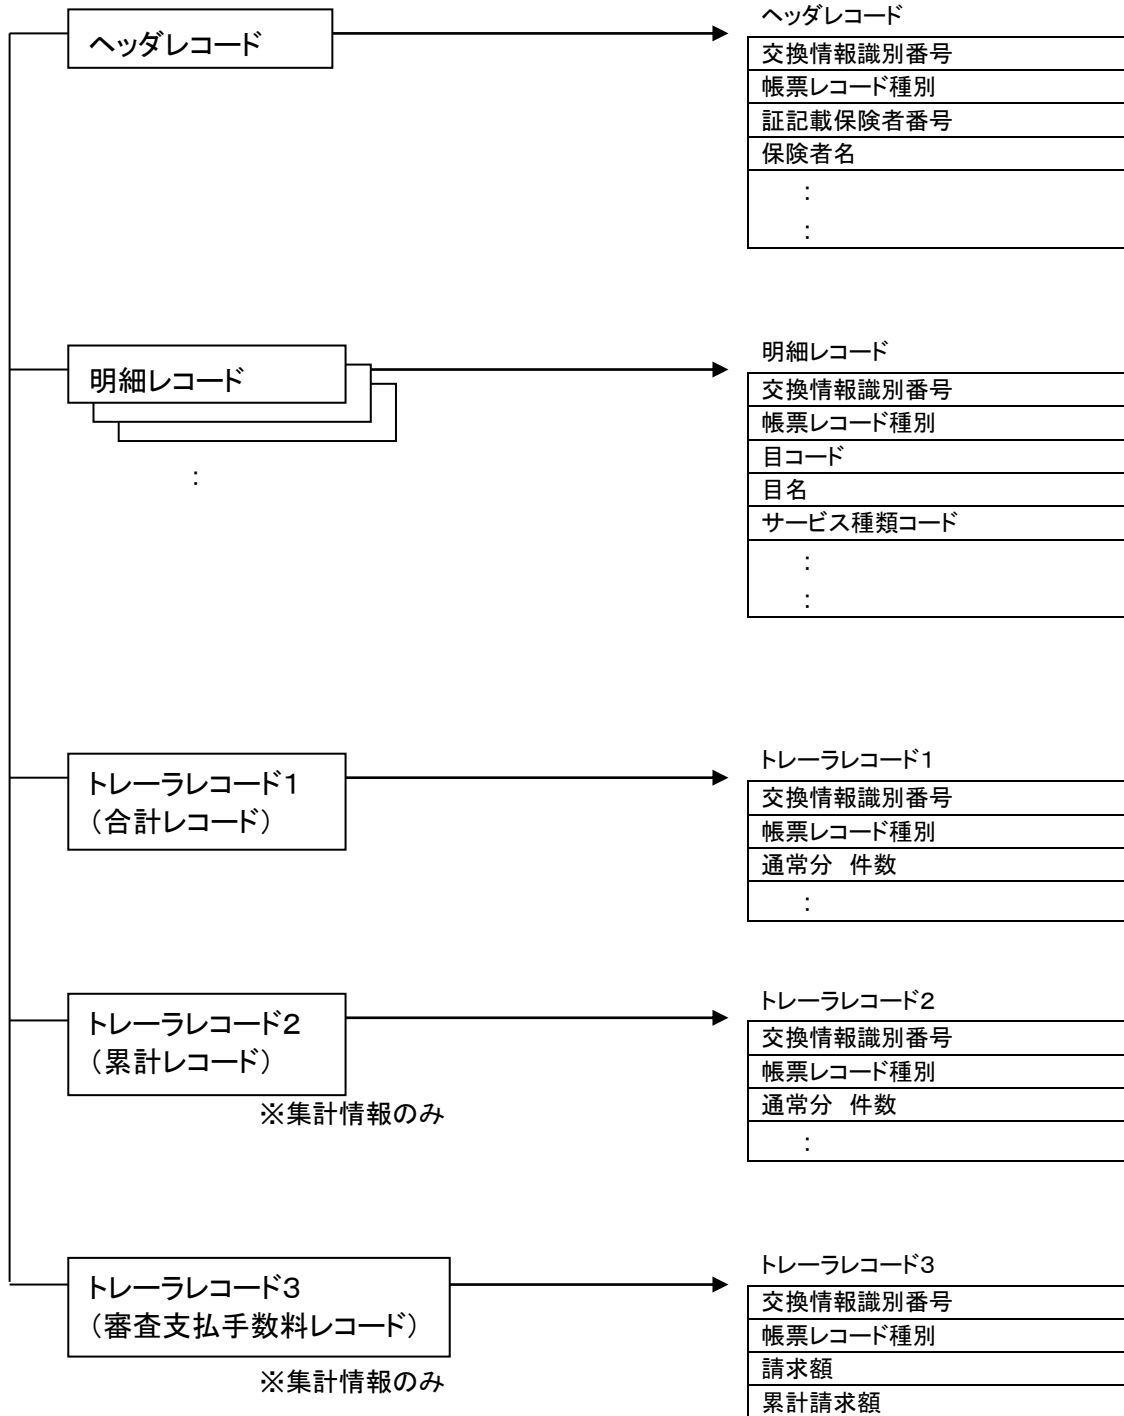 ヘッダレコード
ヘッダレコード
交換情報識別番号
帳票レコード種別
証記載保険者番号
保険者名
：
：
明細レコード
：
明細レコード
交換情報識別番号
帳票レコード種別
目コード
目名
サービス種類コード
：
：
トレーラレコード１
（合計レコード）
トレーラレコード１
交換情報識別番号
帳票レコード種別
通常分　件数
：
トレーラレコード２
（累計レコード）
※集計情報のみ
トレーラレコード２
交換情報識別番号
帳票レコード種別
通常分　件数
：
トレーラレコード３
（審査支払手数料レコード）
※集計情報のみ
トレーラレコード３
交換情報識別番号
帳票レコード種別
請求額
累計請求額